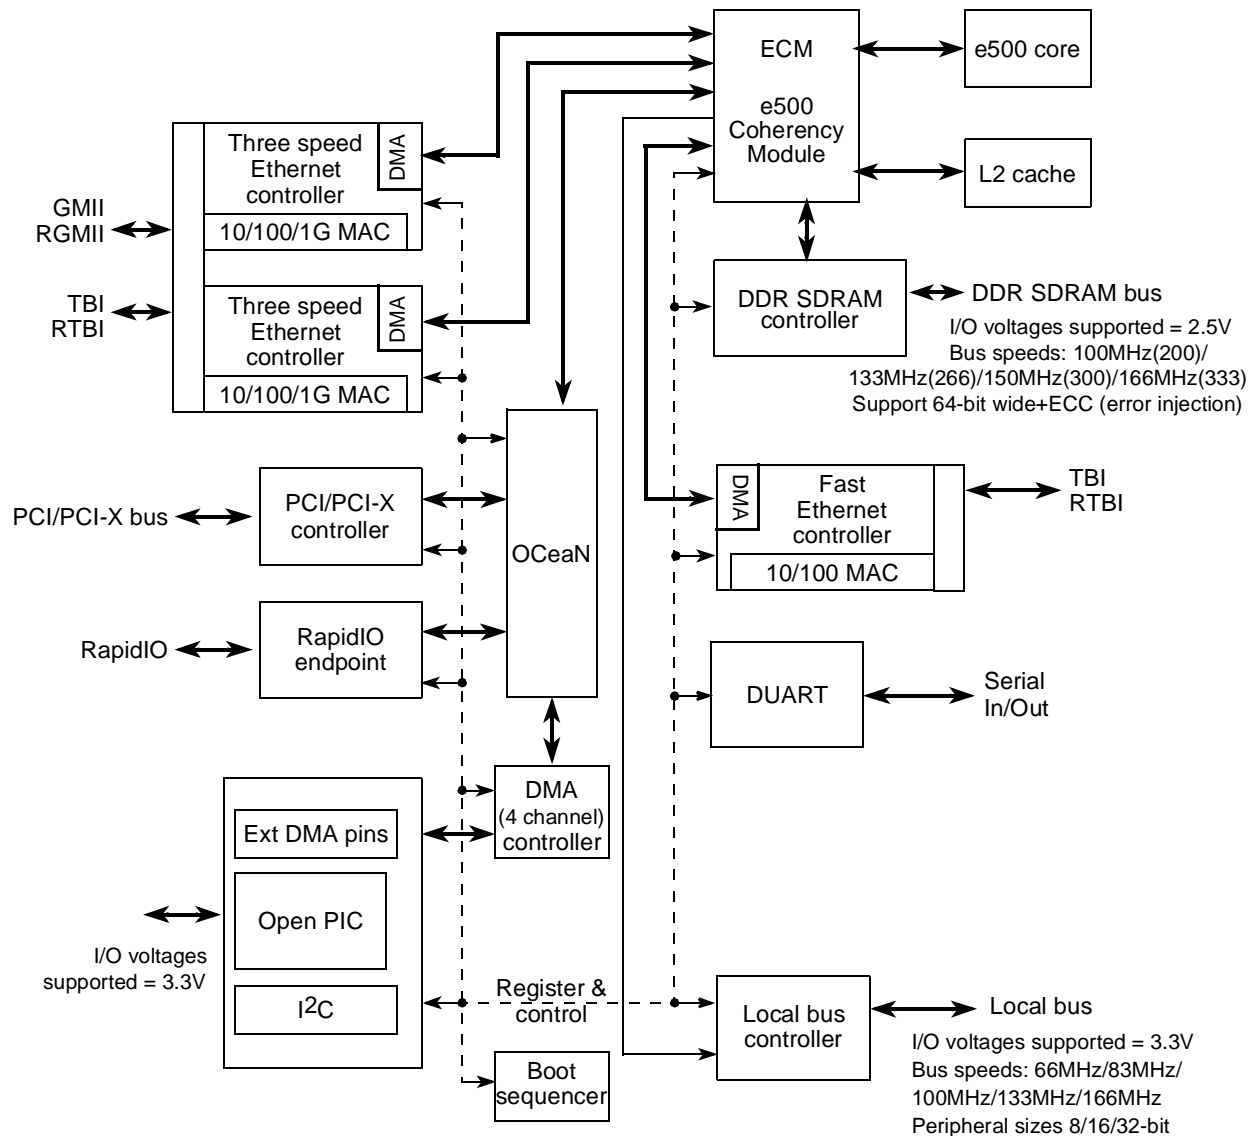 ECM
e500
Coherency
Module
e500 core
L2 cache
Three speed
Ethernet
controller
DMA
10/100/1G MAC
GMII
RGMII
TBI
RTBI
Three speed
Ethernet
controller
DMA
10/100/1G MAC
DDR SDRAM
controller
DDR SDRAM bus
I/O voltages supported = 2.5V
Bus speeds: 100MHz(200)/
133MHz(266)/150MHz(300)/166MHz(333)
Support 64-bit wide+ECC (error injection)
PCI/PCI-X bus
PCI/PCI-X
controller
OCeaN
DMA
Fast
Ethernet
controller
10/100 MAC
TBI
RTBI
RapidIO
RapidIO
endpoint
DUART
Serial
In/Out
DMA
(4 channel)
controller
Ext DMA pins
Open PIC
I2C
I/O voltages
supported = 3.3V
Register &
control
Boot
sequencer
Local bus
controller
Local bus
I/O voltages supported = 3.3V
Bus speeds: 66MHz/83MHz/
100MHz/133MHz/166MHz
Peripheral sizes 8/16/32-bit